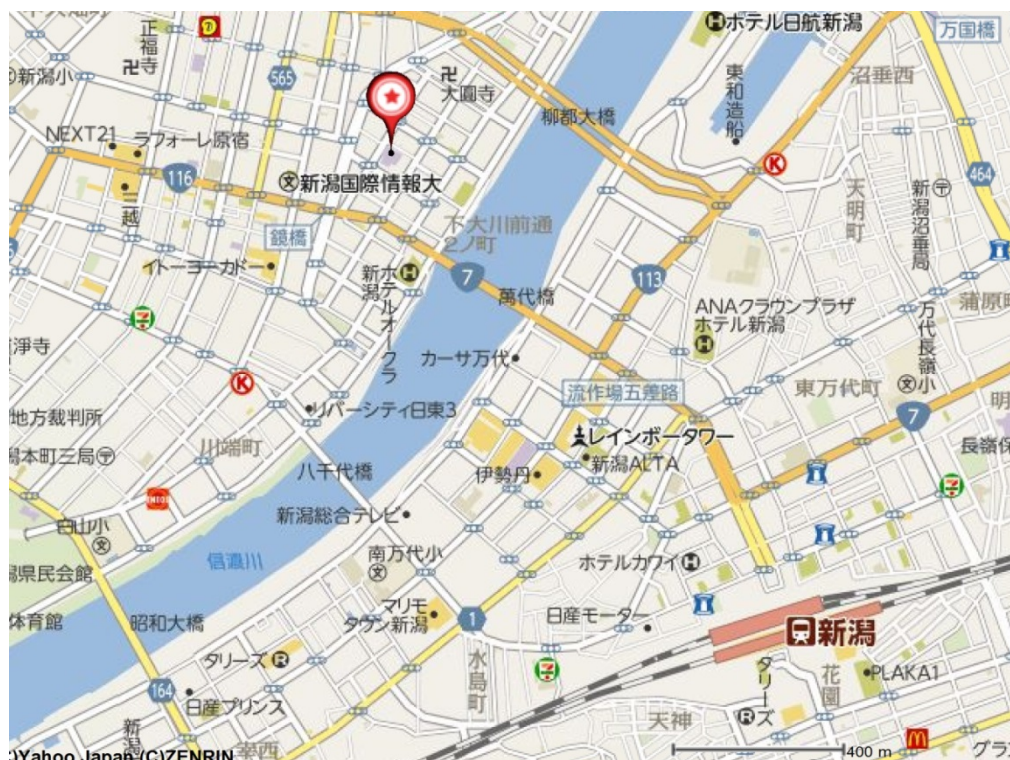 正福寺
卍
新潟小
565
卍
大圓寺
ホテル日航新潟
万国橋
沼垂西
東和造船
柳都大橋
NEXT21
ラフォーレ原宿
116
三越
新潟国際情報大
鏡橋
下大川前通
2ノ町
天明町
新潟沼垂局
464
イトーヨーカドー
ホテルオークラ
新潟
7
萬代橋
113
ANAクラウンプラザ
ホテル新潟
蒲原町
万代長嶺小
カーサ万代
流作場五差路
東万代町
7
地方裁判所
リバーシティ日東3
川端町
レインボータワー
新潟ALTA
伊勢丹
本町三局
八千代橋
新潟総合テレビ
白山小
信濃川
南万代小
ホテルカワイ
県民会館
体育館
昭和大橋
マリモ
タウン新潟
1
日産モーター
新潟
タリーズ
水島町
タリーズ
花園
PLAKA1
164
日産プリンス
天神
400 m
Yahoo Japan (C)ZENRIN